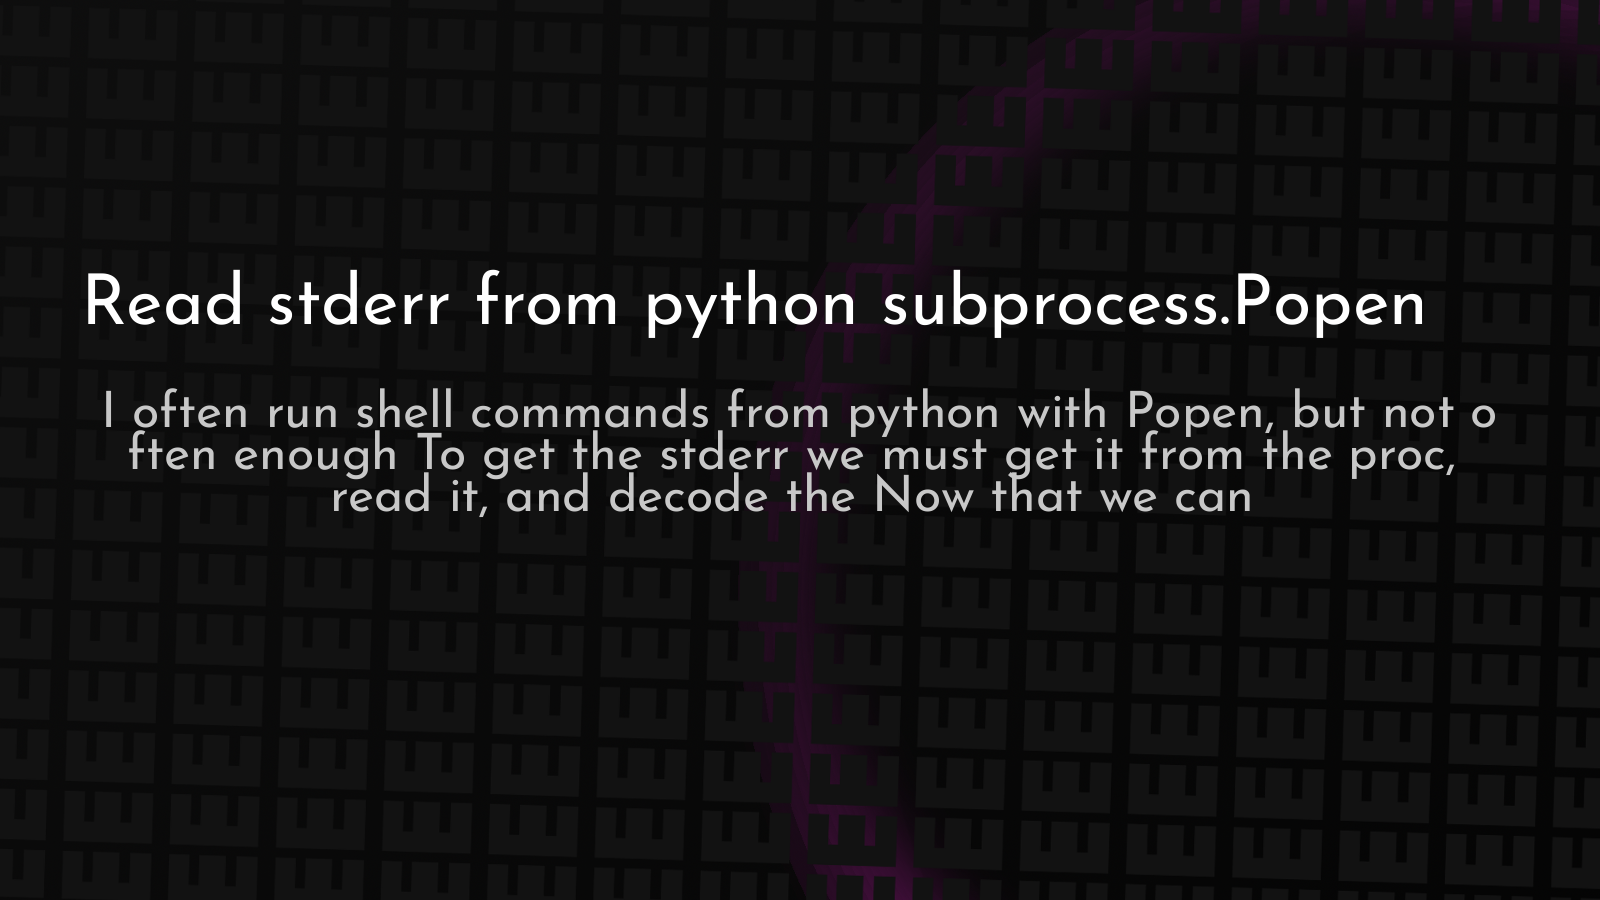 Read stderr from python subprocess.Popen
I often run shell commands from python with Popen, but not o
ften enough To get the stderr we must get it from the proc,
read it, and decode the Now that we can